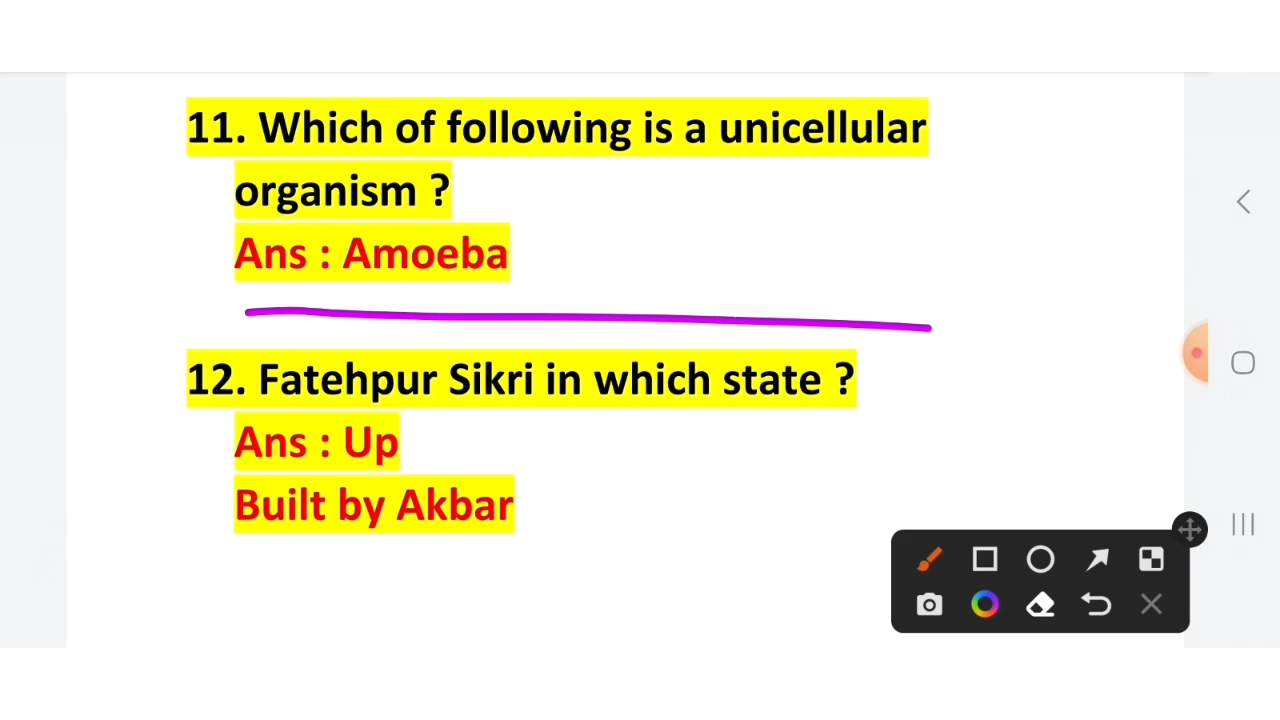 11. Which of following is a unicellular
organism ?
Ans : Amoeba
12. Fatehpur Sikri in which state ?
Ans : Up
Built by Akbar